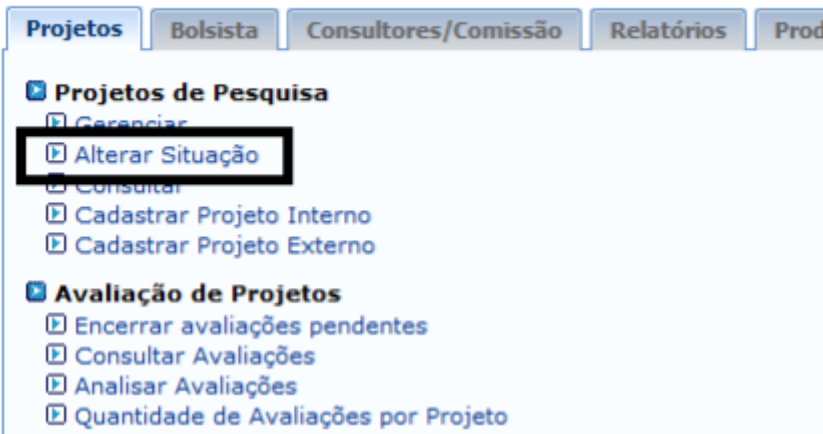 Projetos Bolsista Consultores/Comissão Relatórios Prod
Projetos de Pesquisa
Gerenciar
Alterar Situação
Consultar
Cadastrar Projeto Interno
Cadastrar Projeto Externo
Avaliação de Projetos
Encerrar avaliações pendentes
Consultar Avaliações
Analisar Avaliações
Quantidade de Avaliações por Projeto